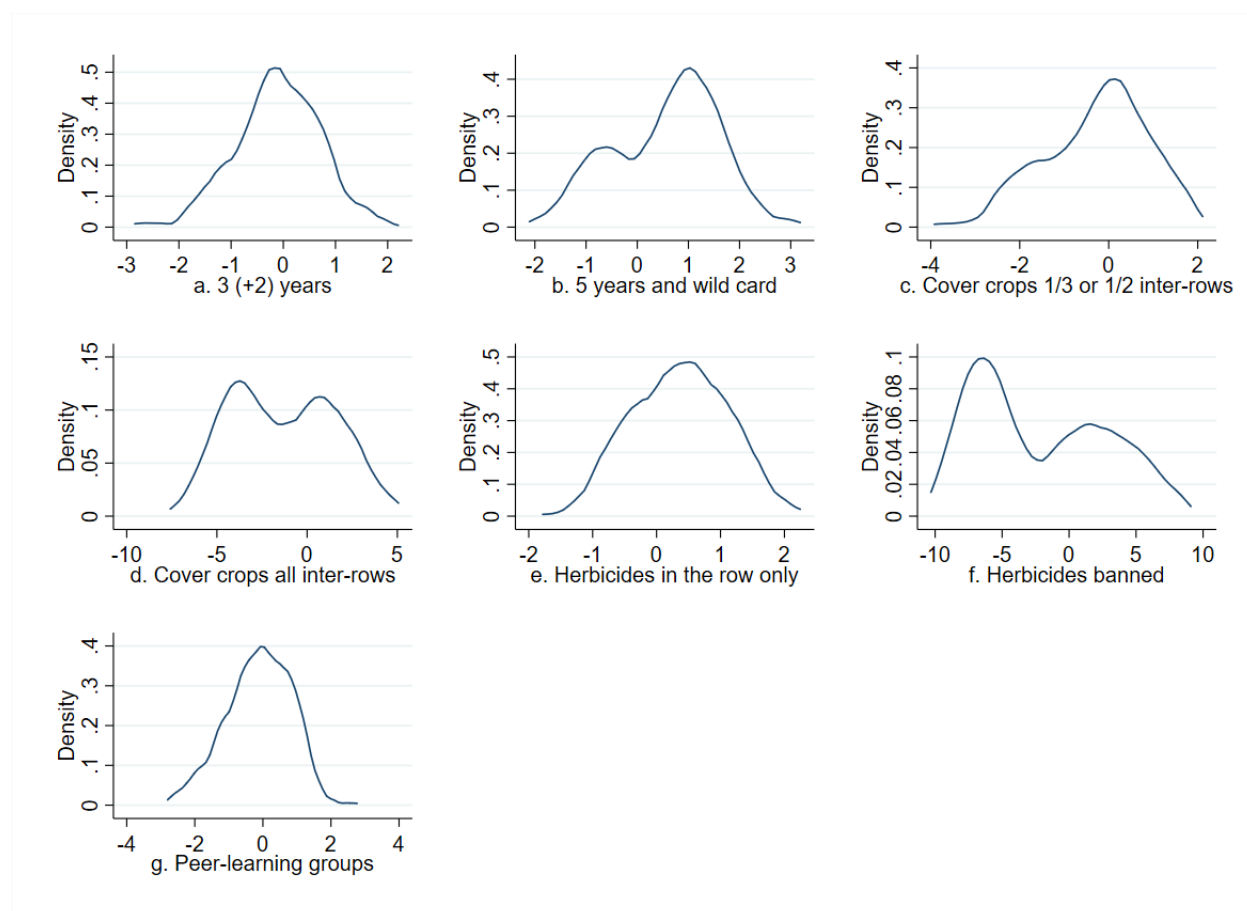 Density
0 .1 .2 .3 .4 .5
-3 -2 -1 0 1 2
a. 3 (+2) years
Density
0 .1 .2 .3 .4
-2 -1 0 1 2 3
b. 5 years and wild card
Density
0 .1 .2 .3 .4
-4 -2 0 2
c. Cover crops 1/3 or 1/2 inter-rows
Density
0 .05 .1 .15
-10 -5 0 5
d. Cover crops all inter-rows
Density
0 .1 .2 .3 .4 .5
-2 -1 0 1 2
e. Herbicides in the row only
Density
0 .02 .04 .06 .08 .1
-10 -5 0 5 10
f. Herbicides banned
Density
0 .1 .2 .3 .4
-4 -2 0 2 4
g. Peer-learning groups